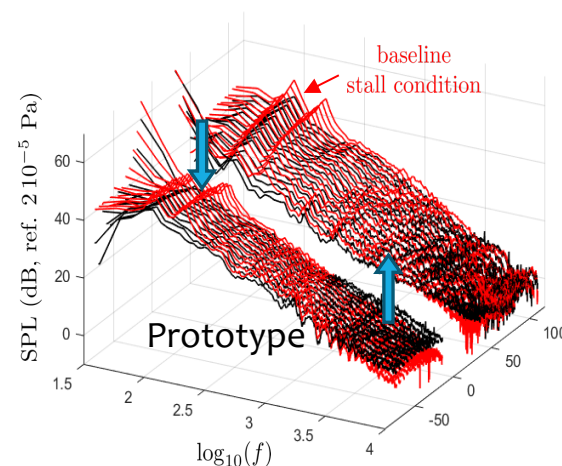 baseline
stall condition
SPL (dB, ref. 2 10⁻⁵ Pa)
60
40
20
0
Prototype
1.5
2
2.5
3
3.5
4
-50
0
50
100
log₁₀(f)